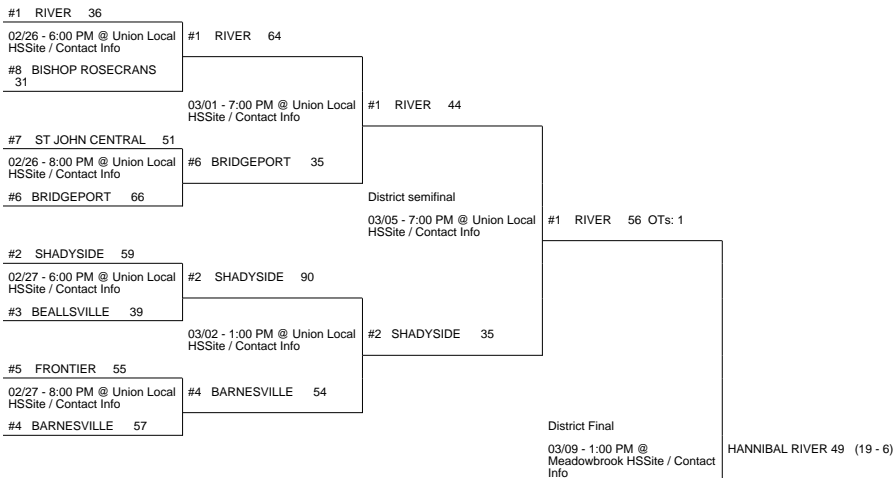 #1 RIVER 36
02/26 - 6:00 PM @ Union Local
HSSite / Contact Info
#8 BISHOP ROSECRANS
31
#1 RIVER 64
03/01 - 7:00 PM @ Union Local
HSSite / Contact Info
#7 ST JOHN CENTRAL 51
02/26 - 8:00 PM @ Union Local
HSSite / Contact Info
#6 BRIDGEPORT 66
#6 BRIDGEPORT 35
#1 RIVER 44
District semifinal
03/05 - 7:00 PM @ Union Local
HSSite / Contact Info
#2 SHADYSIDE 59
02/27 - 6:00 PM @ Union Local
HSSite / Contact Info
#3 BEALLSVILLE 39
#2 SHADYSIDE 90
03/02 - 1:00 PM @ Union Local
HSSite / Contact Info
#5 FRONTIER 55
02/27 - 8:00 PM @ Union Local
HSSite / Contact Info
#4 BARNESVILLE 57
#4 BARNESVILLE 54
#2 SHADYSIDE 35
#1 RIVER 56 OTs: 1
District Final
03/09 - 1:00 PM @
Meadowbrook HSSite / Contact
Info
HANNIBAL RIVER 49 (19 - 6)